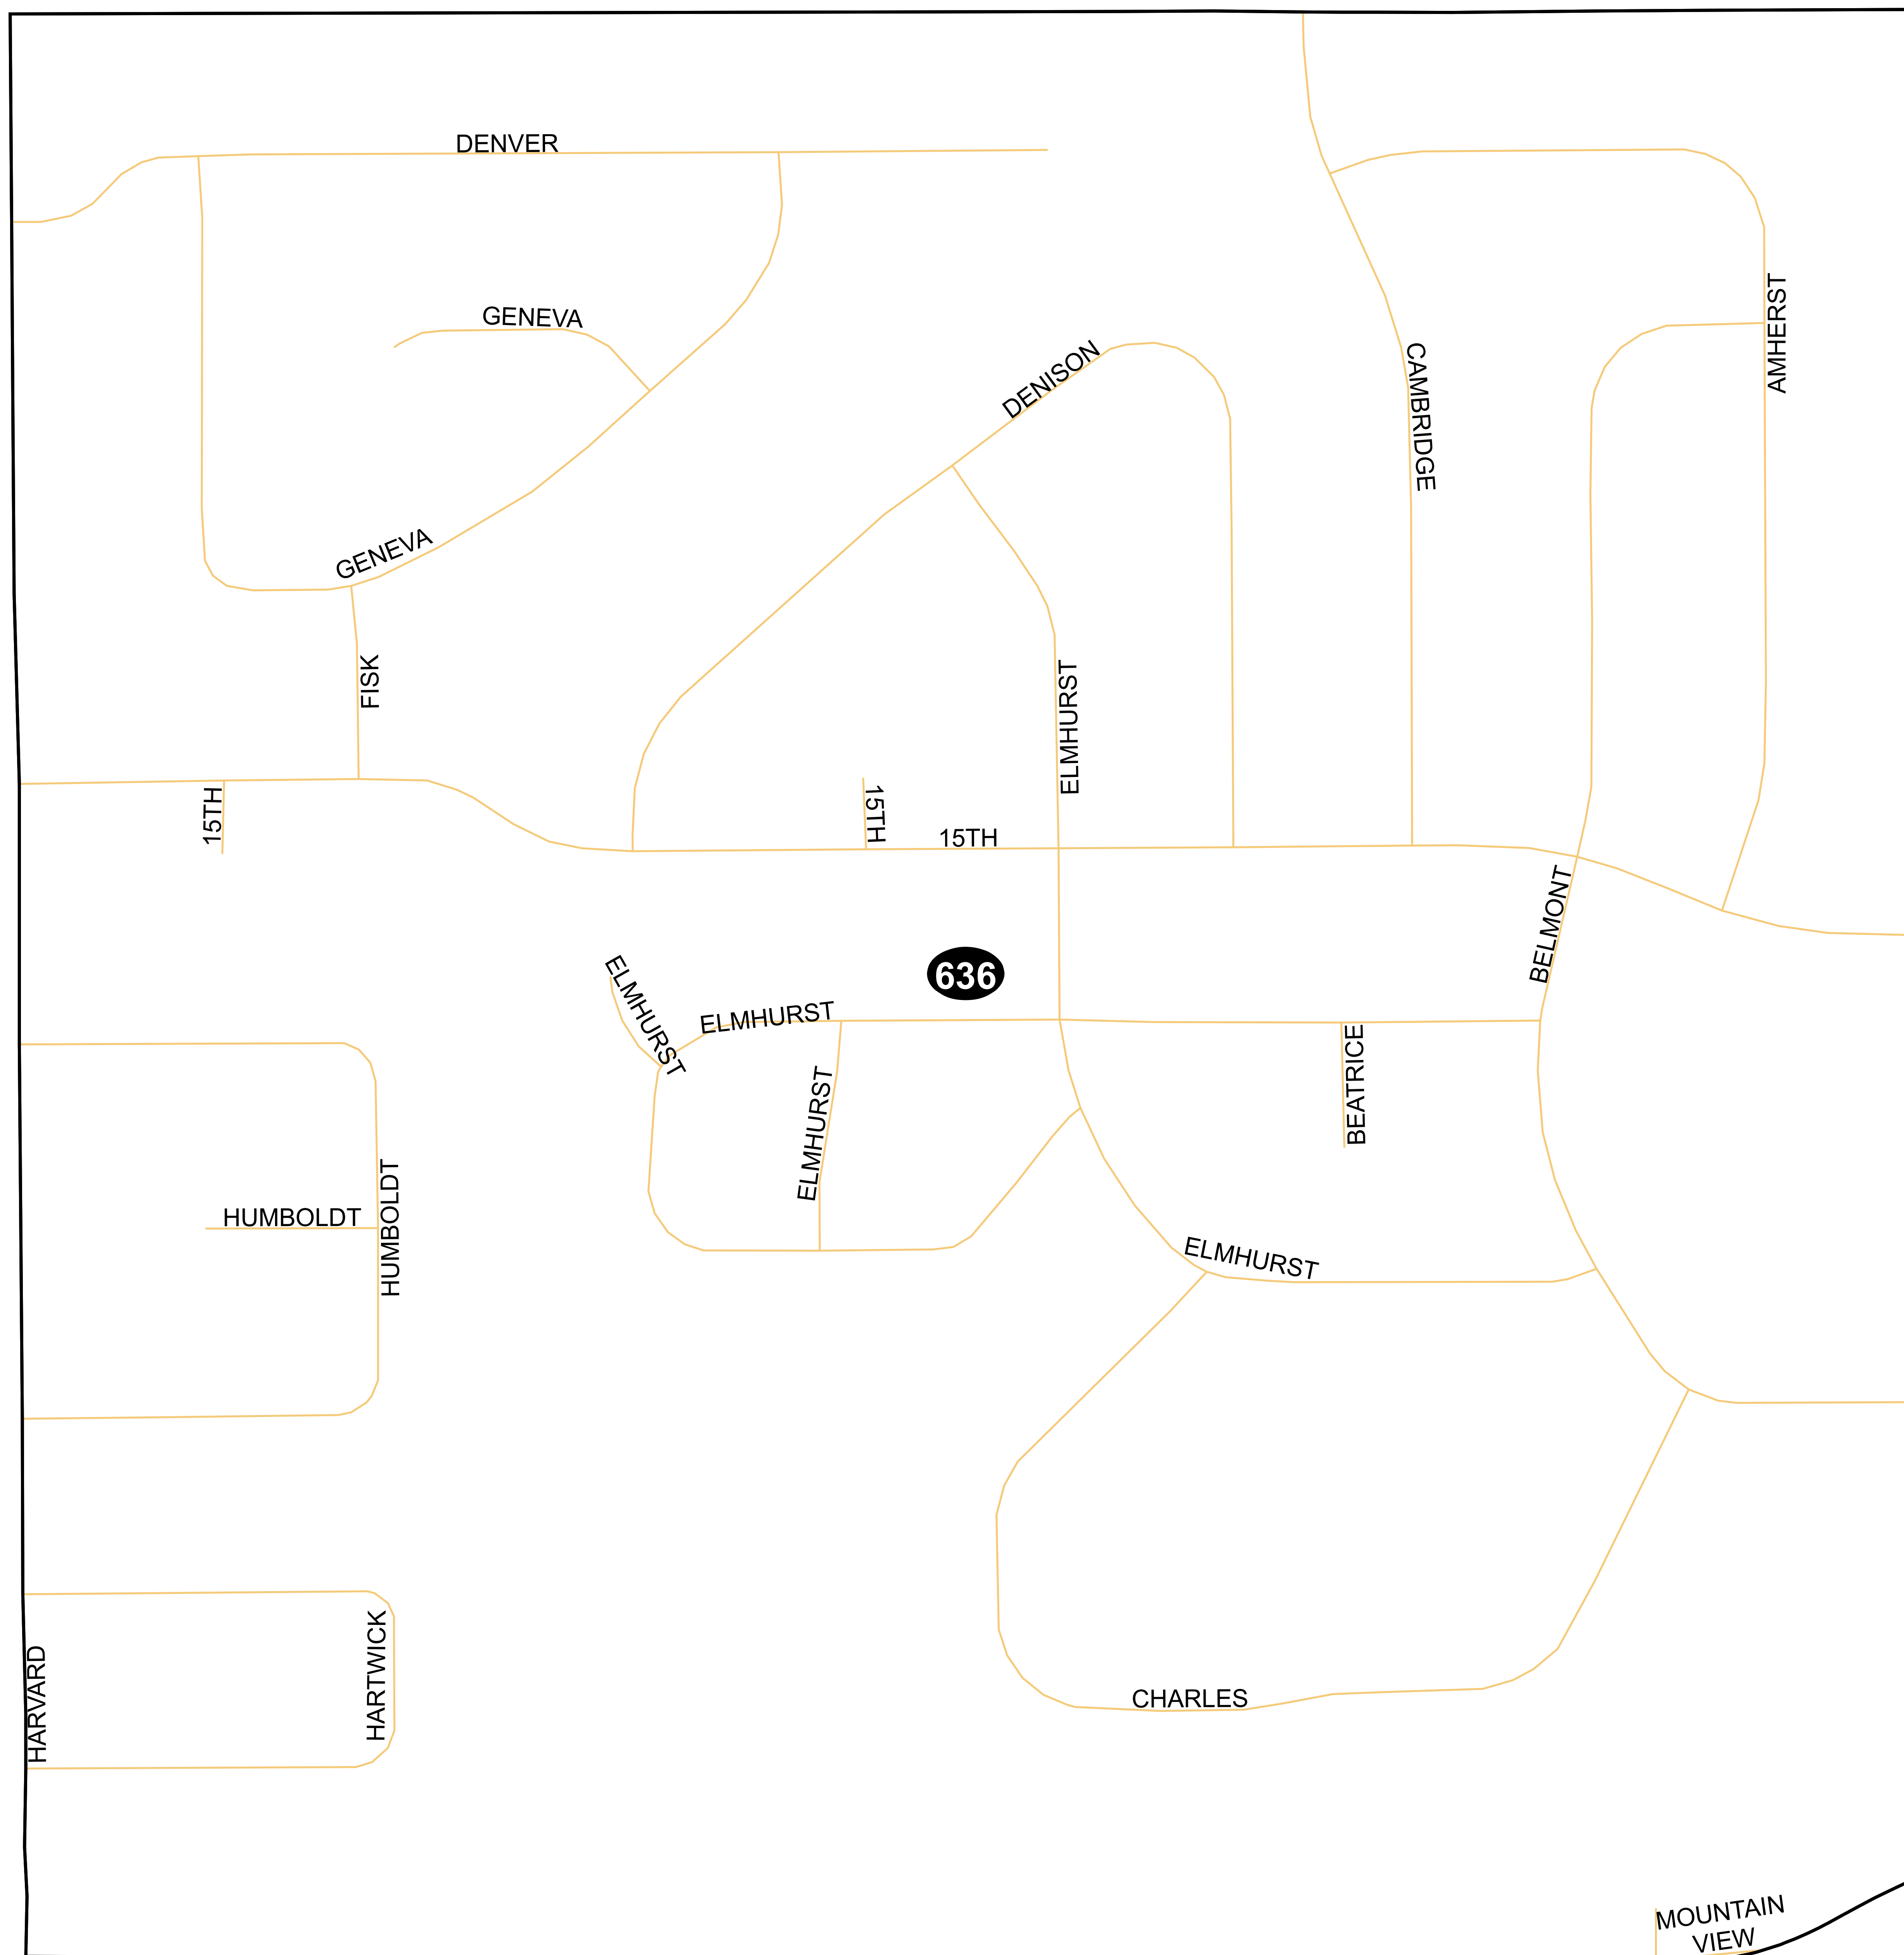 DENVER
AMHERST
GENEVA
DENISON
CAMBRIDGE
GENEVA
FISK
ELMHURST
15TH
15TH
15TH
BELMONT
636
ELMHURST
ELMHURST
BEATRICE
ELMHURST
HUMBOLDT
HUMBOLDT
ELMHURST
HARTWICK
HARVARD
CHARLES
MOUNTAIN
VIEW